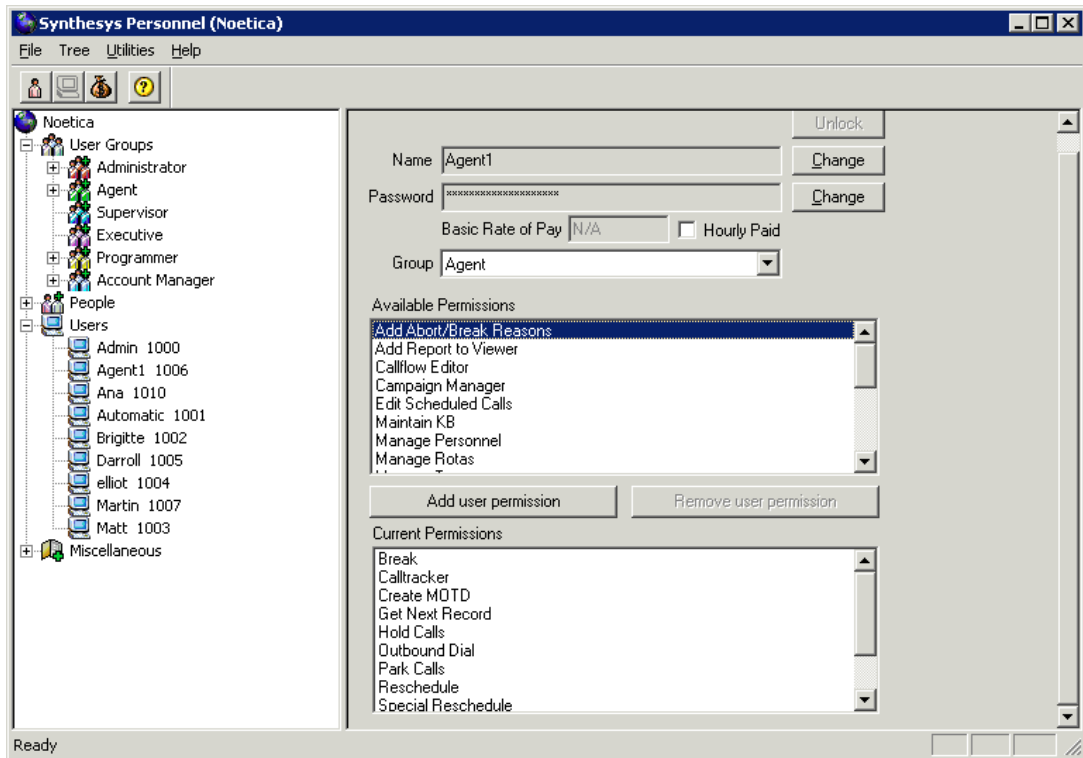 Synthesys Personnel (Noetica)
File Tree Utilities Help
Noetica
User Groups
Administrator
Agent
Supervisor
Executive
Programmer
Account Manager
People
Users
Admin 1000
Agent1 1006
Ana 1010
Automatic 1001
Brigitte 1002
Darroll 1005
elliot 1004
Martin 1007
Matt 1003
Miscellaneous
Unlock
Name Agent1 Change
Password ******************** Change
Basic Rate of Pay N/A Hourly Paid
Group Agent
Available Permissions
Add Abort/Break Reasons
Add Report to Viewer
Callflow Editor
Campaign Manager
Edit Scheduled Calls
Maintain KB
Manage Personnel
Manage Rotas
Add user permission Remove user permission
Current Permissions
Break
Calltracker
Create MOTD
Get Next Record
Hold Calls
Outbound Dial
Park Calls
Reschedule
Special Reschedule
Ready